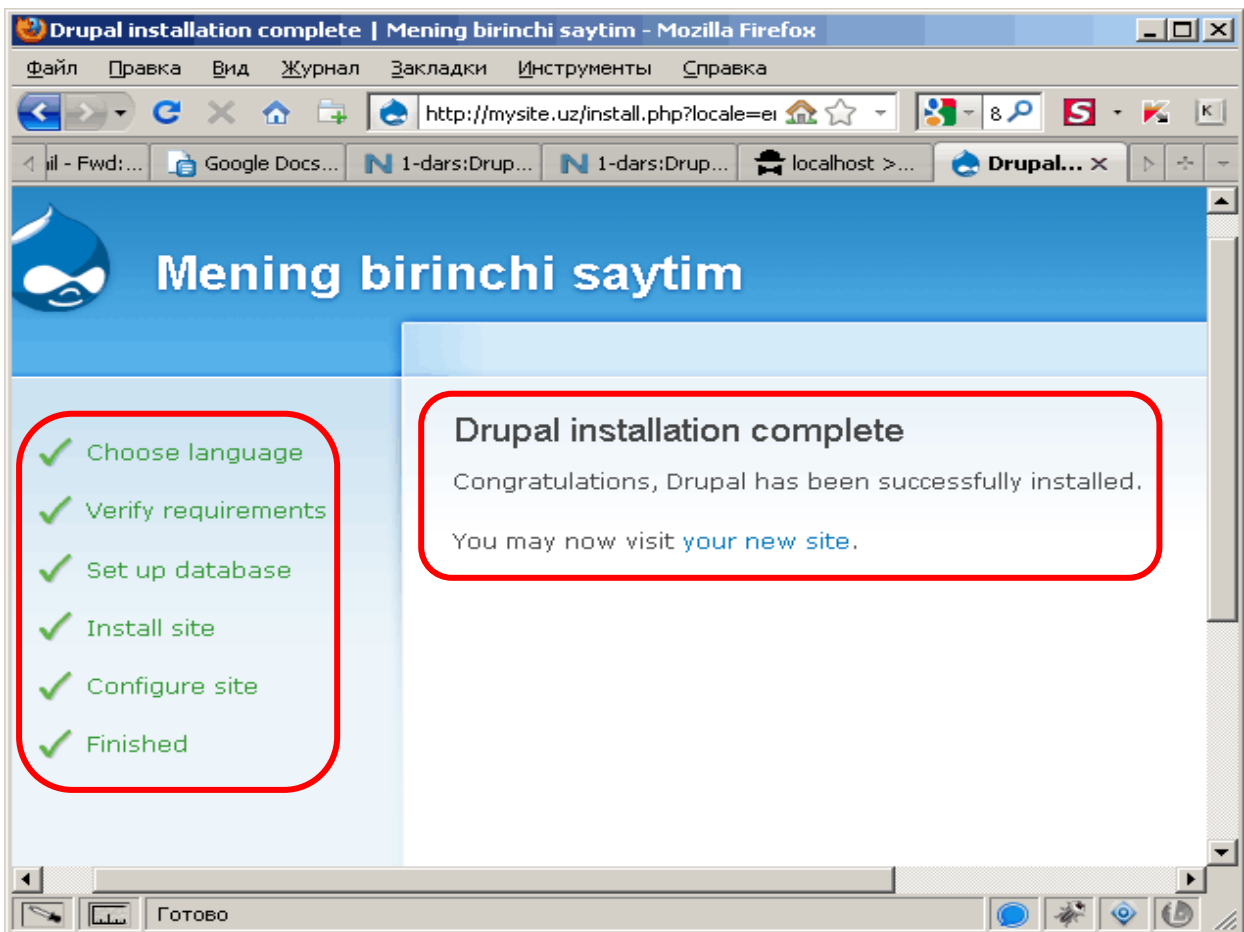 Drupal installation complete | Mening birinchi saytim - Mozilla Firefox
Файл Правка Вид Журнал Закладки Инструменты Справка
http://mysite.uz/install.php?locale=e 8 S K
il - Fwd:... Google Docs... N 1-dars:Drup... N 1-dars:Drup... localhost >... Drupal...
Mening birinchi saytim
Choose language
Verify requirements
Set up database
Install site
Configure site
Finished
Drupal installation complete
Congratulations, Drupal has been successfully installed.
You may now visit your new site.
Готово